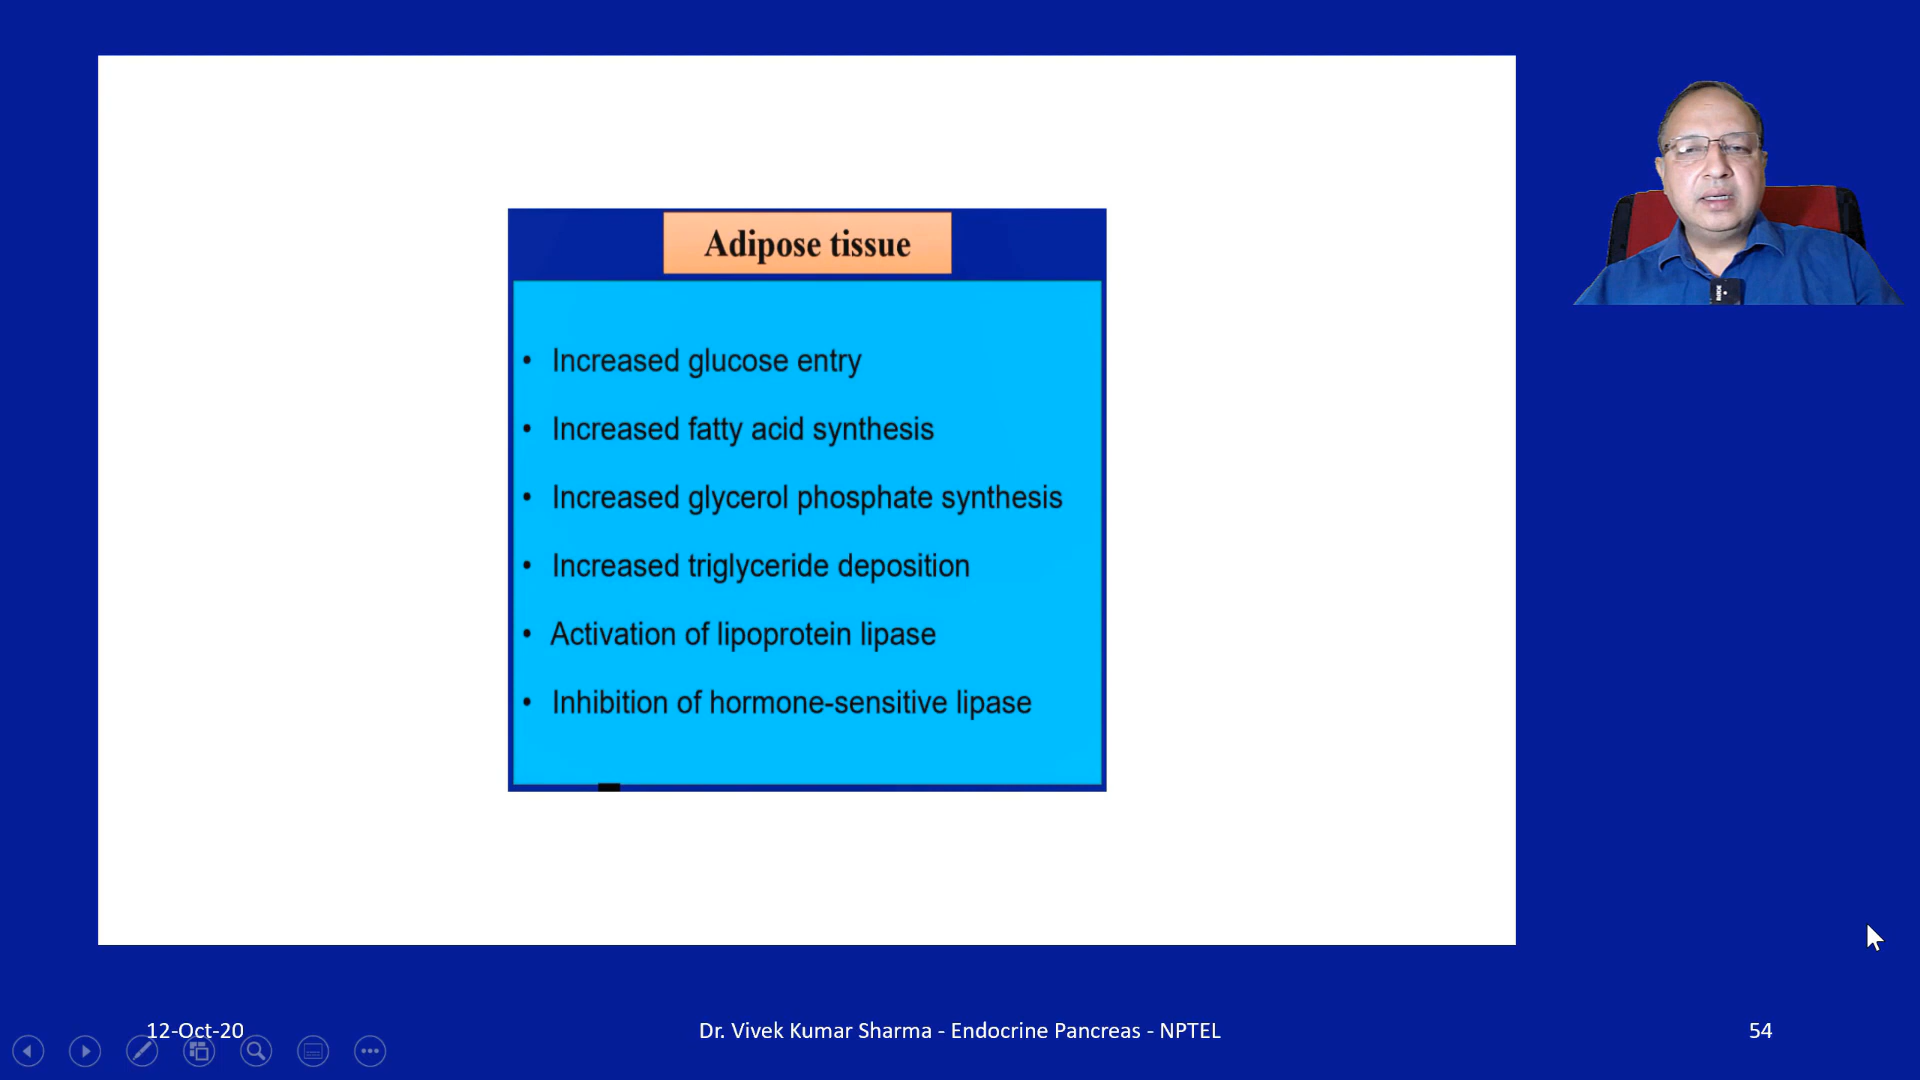 Adipose tissue
• Increased glucose entry
• Increased fatty acid synthesis
• Increased glycerol phosphate synthesis
• Increased triglyceride deposition
• Activation of lipoprotein lipase
• Inhibition of hormone-sensitive lipase
12-Oct-20
Dr. Vivek Kumar Sharma - Endocrine Pancreas - NPTEL
54